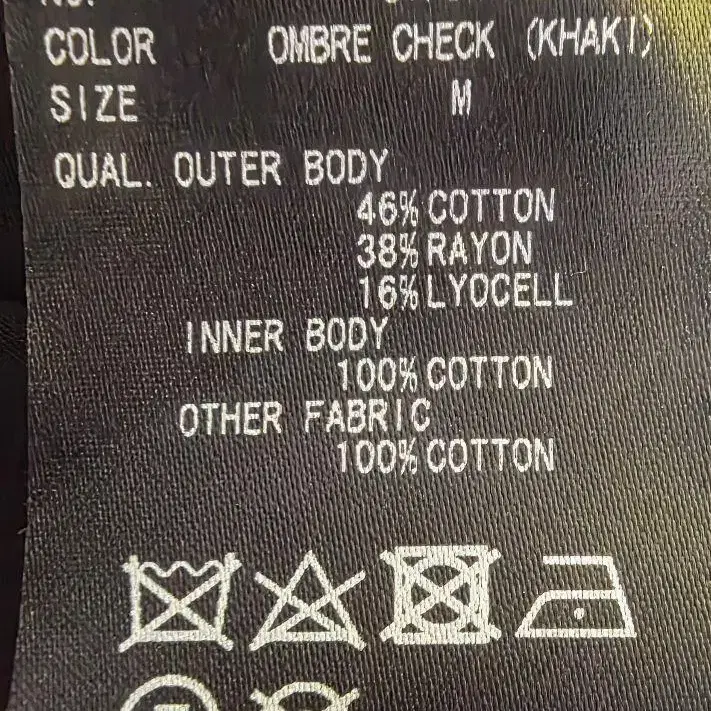 COLOR OMBRE CHECK (KHAKI)
SIZE M
QUAL. OUTER BODY
46% COTTON
38% RAYON
16% LYOCELL
INNER BODY
100% COTTON
OTHER FABRIC
100% COTTON